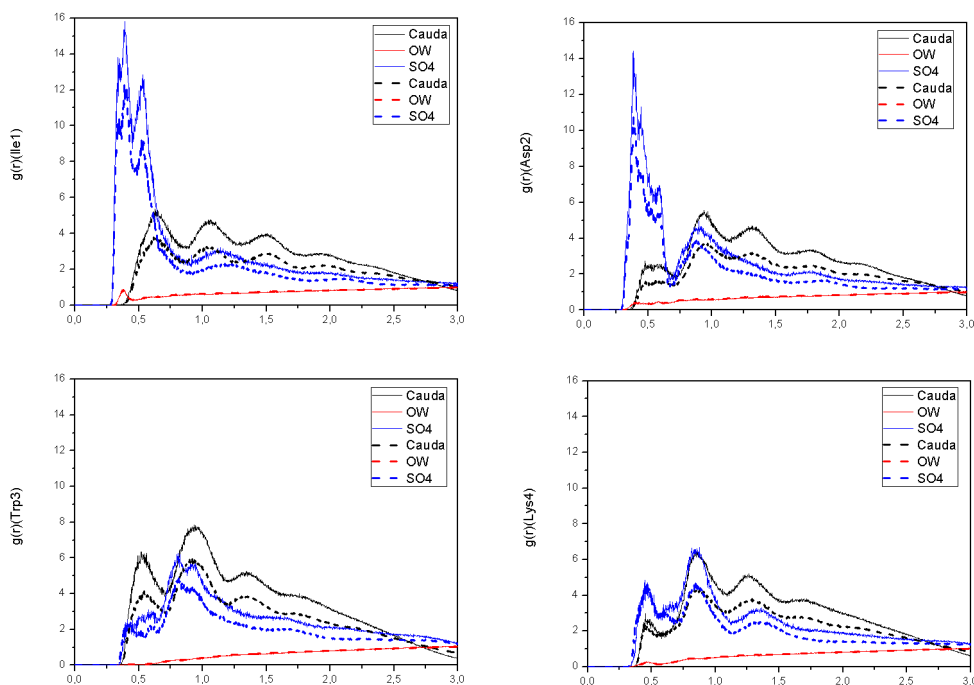 16
14
12
10
8
6
4
2
0
g(r)(Ile1)
Cauda
OW
SO4
Cauda
OW
SO4
0,0 0,5 1,0 1,5 2,0 2,5 3,0
16
14
12
10
8
6
4
2
0
g(r)(Asp2)
Cauda
OW
SO4
Cauda
OW
SO4
0,0 0,5 1,0 1,5 2,0 2,5 3,0
16
14
12
10
8
6
4
2
0
g(r)(Trp3)
Cauda
OW
SO4
Cauda
OW
SO4
0,0 0,5 1,0 1,5 2,0 2,5 3,0
16
14
12
10
8
6
4
2
0
g(r)(Lys4)
Cauda
OW
SO4
Cauda
OW
SO4
0,0 0,5 1,0 1,5 2,0 2,5 3,0